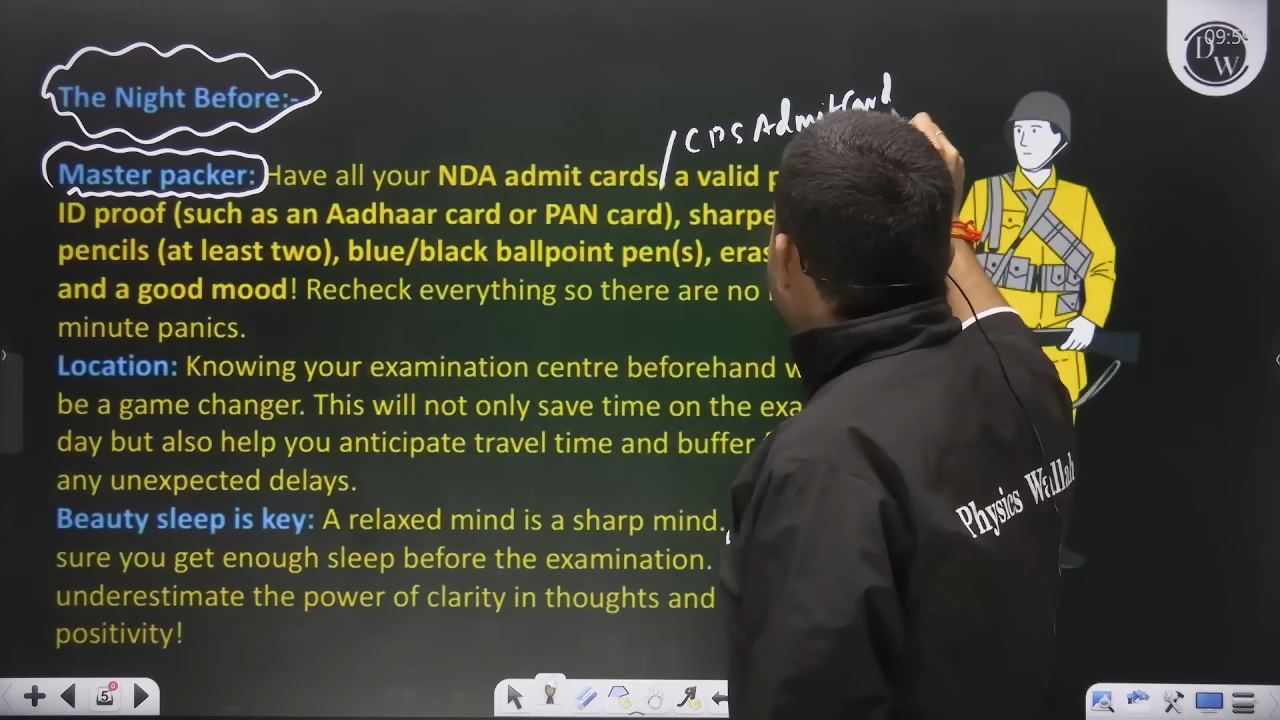 09:5
DW
The Night Before:-
/ CDS Admit Card
Master packer: Have all your NDA admit cards, a valid
ID proof (such as an Aadhaar card or PAN card),
pencils (at least two), blue/black ballpoint pen(s),
and a good mood! Recheck everything so there are no
minute panics.
Location: Knowing your examination centre beforehand
be a game changer. This will not only save time on the
day but also help you anticipate travel time and buffer
any unexpected delays.
Beauty sleep is key: A relaxed mind is a sharp mind.
sure you get enough sleep before the examination.
underestimate the power of clarity in thoughts and
positivity!
Physics Wallah
5